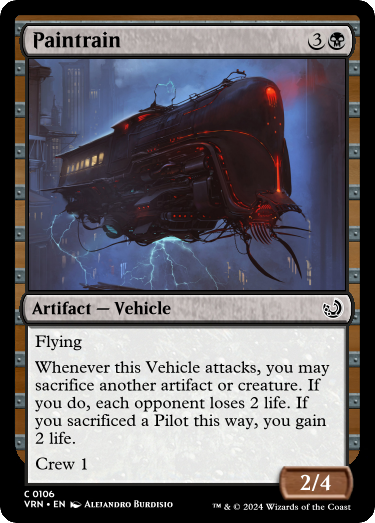 Paintrain 3
Artifact — Vehicle
Flying
Whenever this Vehicle attacks, you may
sacrifice another artifact or creature. If
you do, each opponent loses 2 life. If
you sacrificed a Pilot this way, you gain
2 life.
Crew 1
2/4
C 0106
VRN • EN Alejandro Burdisio
™ & © 2024 Wizards of the Coast